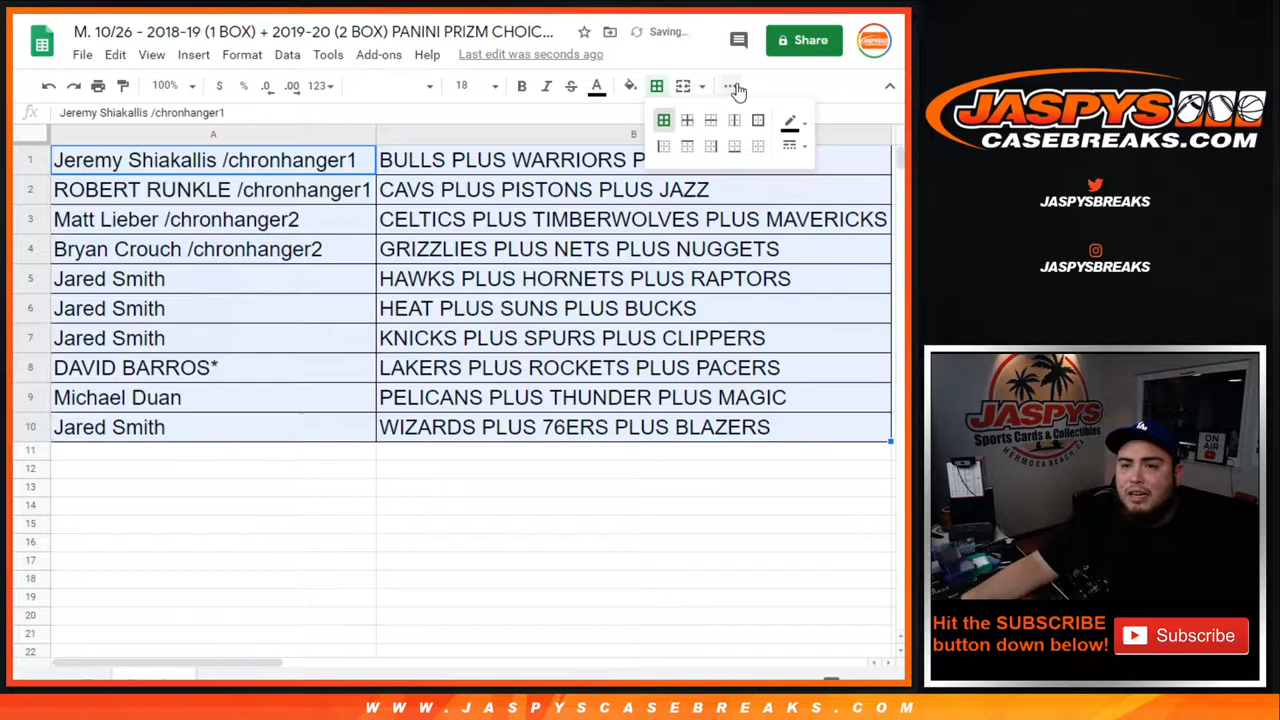 M. 10/26 - 2018-19 (1 BOX) + 2019-20 (2 BOX) PANINI PRIZM CHOIC...
Saving...
Share
File Edit View Insert Format Data Tools Add-ons Help Last edit was seconds ago
100% $ % .0 .00 123 18 B I S A
fx Jeremy Shiakallis /chronhanger1
A B
1 Jeremy Shiakallis /chronhanger1 BULLS PLUS WARRIORS
2 ROBERT RUNKLE /chronhanger1 CAVS PLUS PISTONS PLUS JAZZ
3 Matt Lieber /chronhanger2 CELTICS PLUS TIMBERWOLVES PLUS MAVERICKS
4 Bryan Crouch /chronhanger2 GRIZZLIES PLUS NETS PLUS NUGGETS
5 Jared Smith HAWKS PLUS HORNETS PLUS RAPTORS
6 Jared Smith HEAT PLUS SUNS PLUS BUCKS
7 Jared Smith KNICKS PLUS SPURS PLUS CLIPPERS
8 DAVID BARROS* LAKERS PLUS ROCKETS PLUS PACERS
9 Michael Duan PELICANS PLUS THUNDER PLUS MAGIC
10 Jared Smith WIZARDS PLUS 76ERS PLUS BLAZERS
11
12
13
14
15
16
17
18
19
20
21
22
JASPYS
CASEBREAKS.COM
JASPYSBREAKS
JASPYSBREAKS
JASPYS
Sports Cards & Collectibles
HERMOSA BEACH, CA
ON AIR
Hit the SUBSCRIBE
button down below!
Subscribe
WWW.JASPYSCASEBREAKS.COM